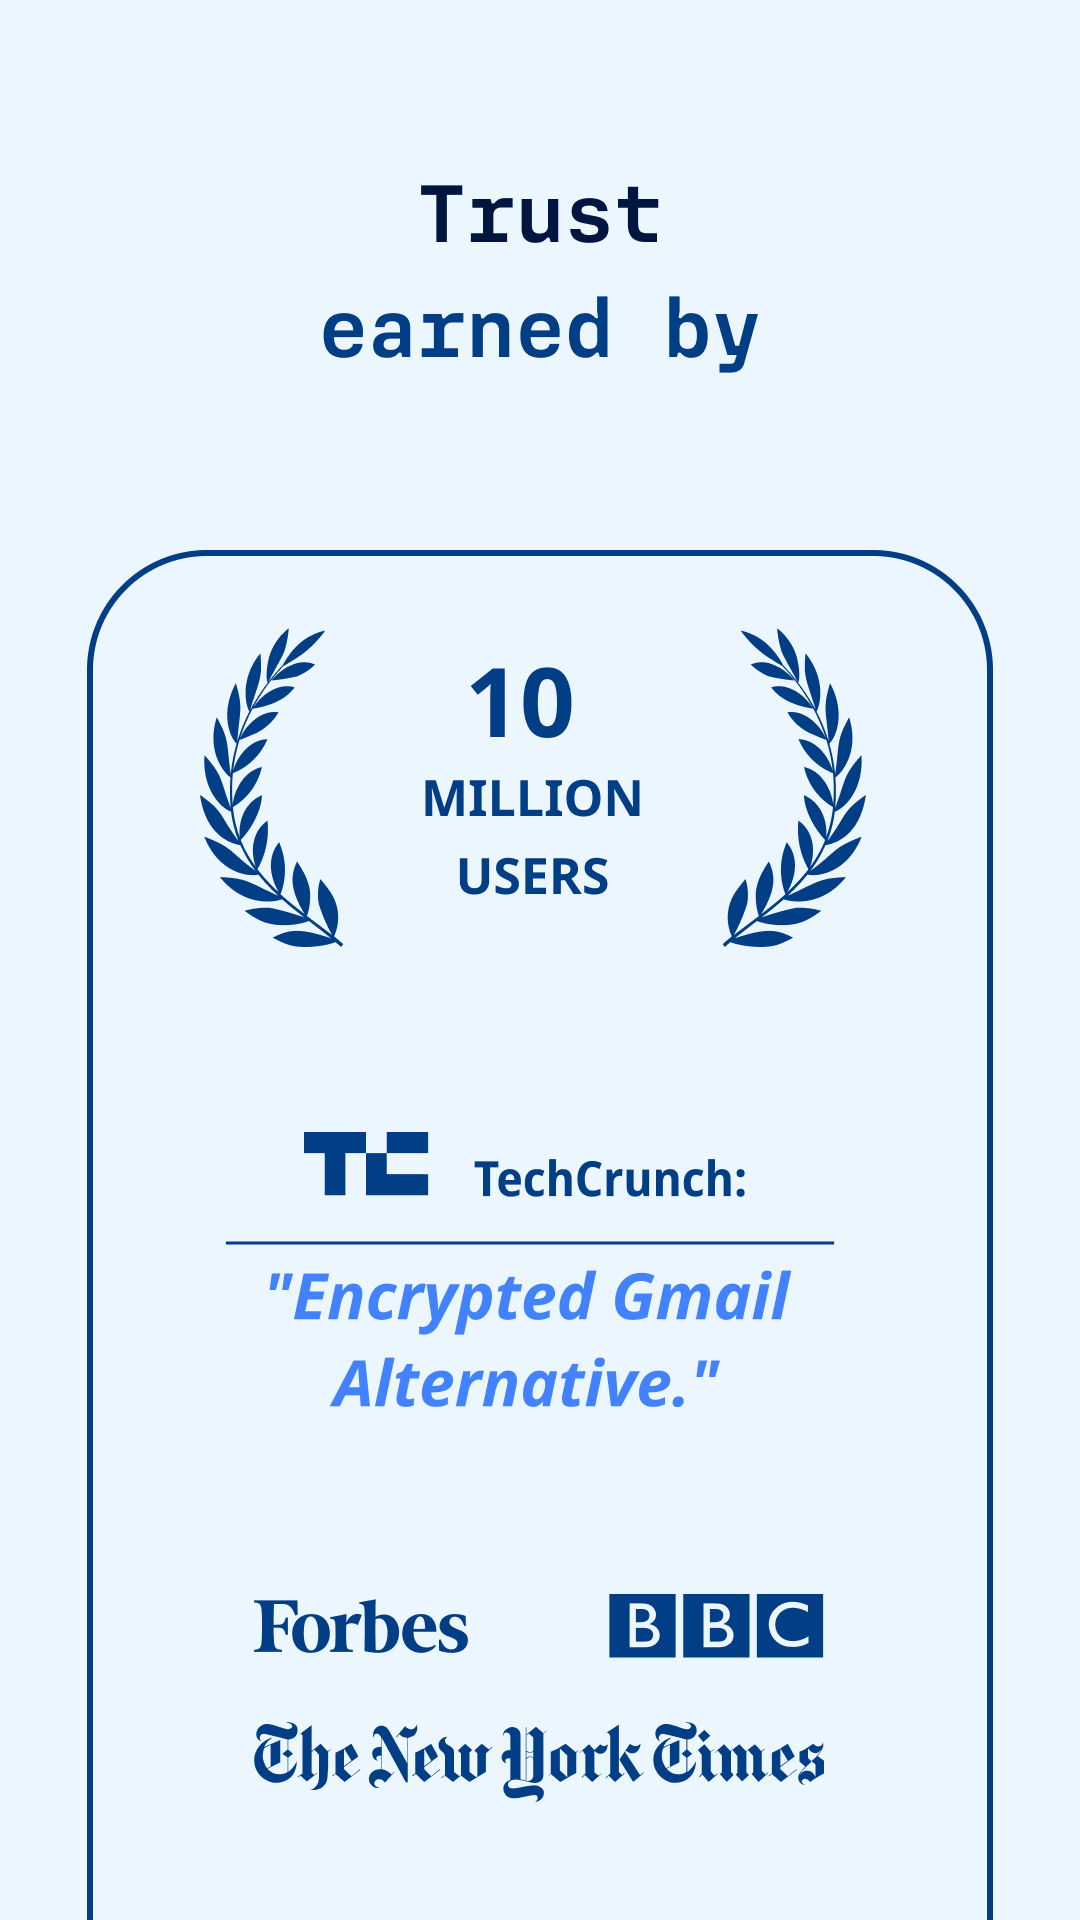 Trust
earned by
10
MILLION
USERS
TC TechCrunch:
"Encrypted Gmail
Alternative."
Forbes BBC
The New York Times